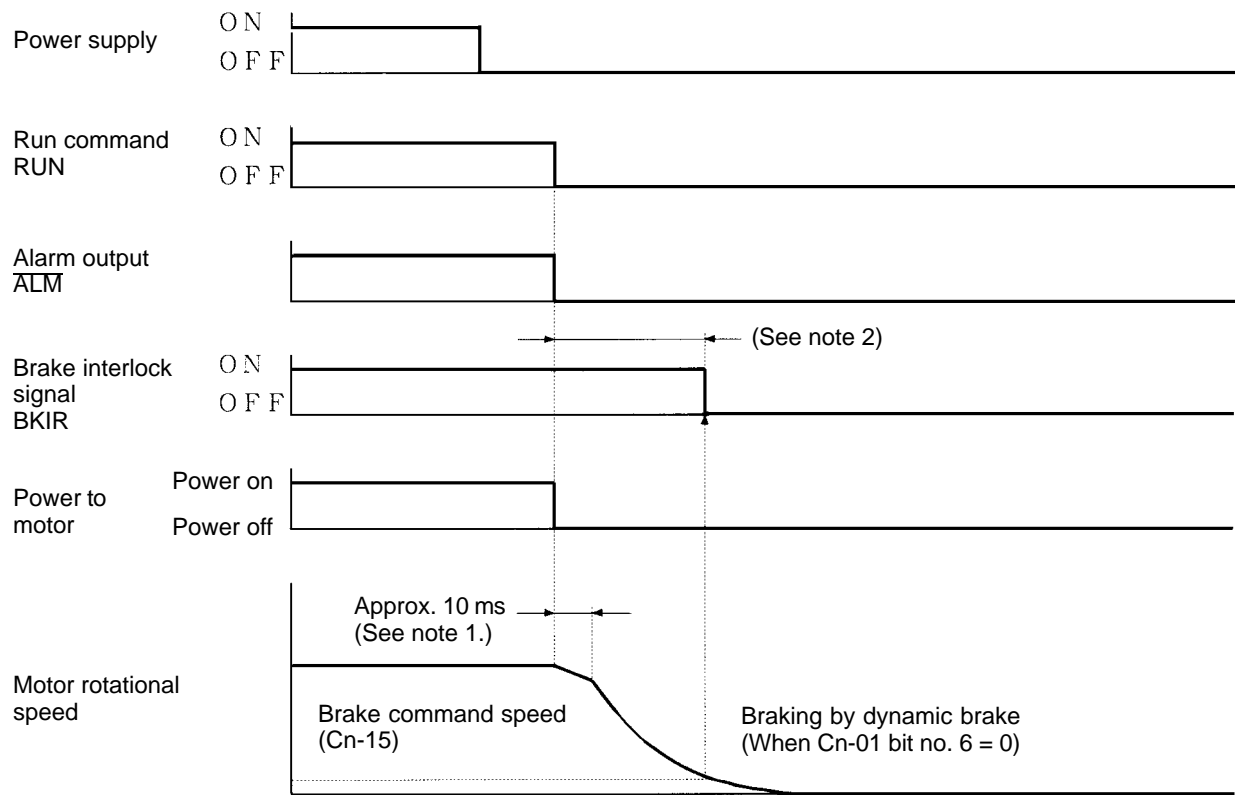 Power supply
ON
OFF
Run command
RUN
ON
OFF
Alarm output
ALM
(See note 2)
Brake interlock
signal
BKIR
ON
OFF
Power to
motor
Power on
Power off
Approx. 10 ms
(See note 1.)
Motor rotational
speed
Brake command speed
(Cn-15)
Braking by dynamic brake
(When Cn-01 bit no. 6 = 0)